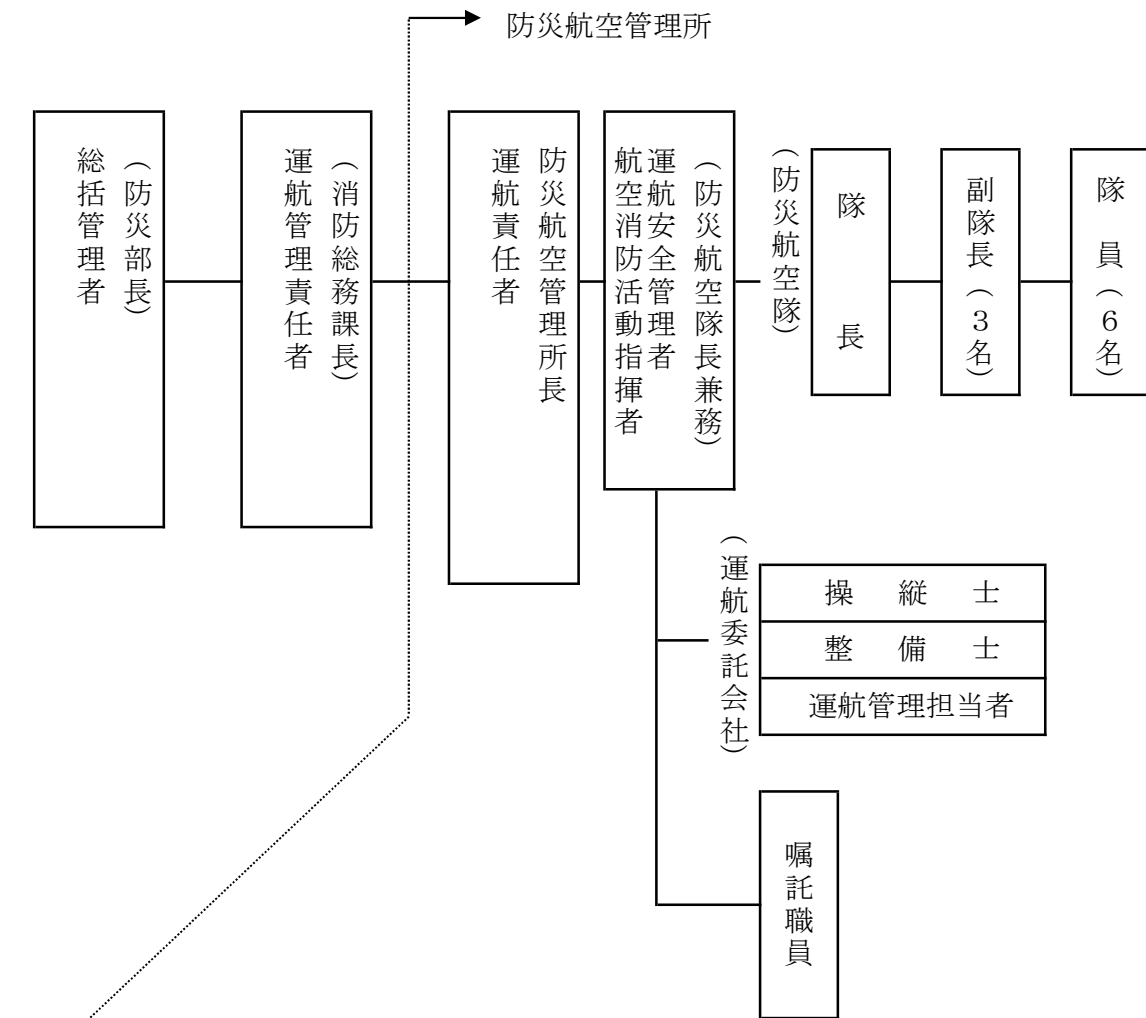 防災航空管理所
総括管理者
(防災部長)
運航管理責任者
(消防総務課長)
運航責任者
防災航空管理所長
航空消防活動指揮者
運航安全管理者
(防災航空隊長兼務)
(防災航空隊)
隊長
副隊長(3名)
隊員(6名)
(運航委託会社)
操縦士
整備士
運航管理担当者
嘱託職員